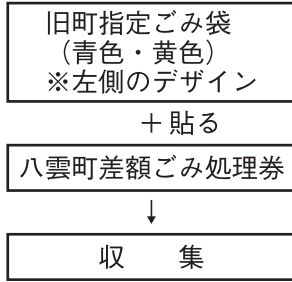 旧町指定ごみ袋
（青色・黄色）
※左側のデザイン
＋貼る
八雲町差額ごみ処理券
↓
収　集